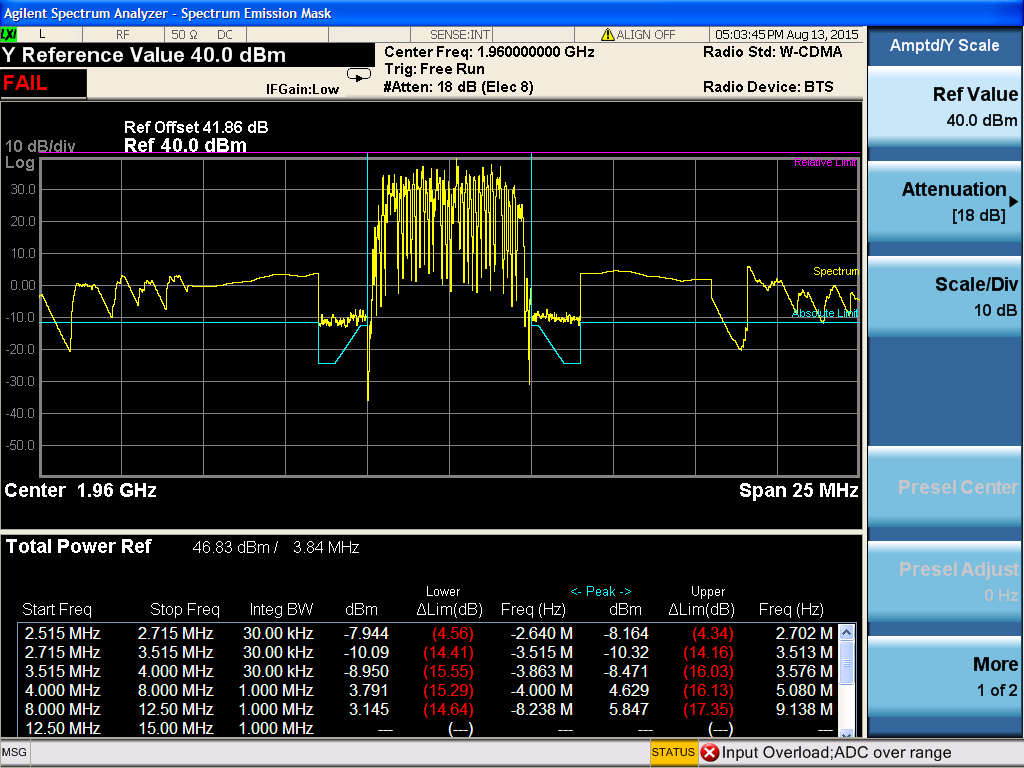 Agilent Spectrum Analyzer - Spectrum Emission Mask
LXI L RF 50 Ω DC SENSE:INT ALIGN OFF 05:03:45 PM Aug 13, 2015
Y Reference Value 40.0 dBm
FAIL
IFGain:Low
Center Freq: 1.960000000 GHz
Trig: Free Run
#Atten: 18 dB (Elec 8)
Radio Std: W-CDMA
Radio Device: BTS
Ref Offset 41.86 dB
10 dB/div Ref 40.0 dBm
Log
Relative Limit
30.0
20.0
10.0
Spectrum
0.00
Absolute Limit
-10.0
-20.0
-30.0
-40.0
-50.0
Center 1.96 GHz Span 25 MHz
Total Power Ref 46.83 dBm / 3.84 MHz
Lower <- Peak -> Upper
Start Freq Stop Freq Integ BW dBm ΔLim(dB) Freq (Hz) dBm ΔLim(dB) Freq (Hz)
2.515 MHz 2.715 MHz 30.00 kHz -7.944 (4.56) -2.640 M -8.164 (4.34) 2.702 M
2.715 MHz 3.515 MHz 30.00 kHz -10.09 (14.41) -3.515 M -10.32 (14.16) 3.513 M
3.515 MHz 4.000 MHz 30.00 kHz -8.950 (15.55) -3.863 M -8.471 (16.03) 3.576 M
4.000 MHz 8.000 MHz 1.000 MHz 3.791 (15.29) -4.000 M 4.629 (16.13) 5.080 M
8.000 MHz 12.50 MHz 1.000 MHz 3.145 (14.64) -8.238 M 5.847 (17.35) 9.138 M
12.50 MHz 15.00 MHz 1.000 MHz --- (---) --- --- (---) ---
Amptd/Y Scale
Ref Value
40.0 dBm
Attenuation
[18 dB]
Scale/Div
10 dB
Presel Center
Presel Adjust
0 Hz
More
1 of 2
MSG STATUS Input Overload;ADC over range